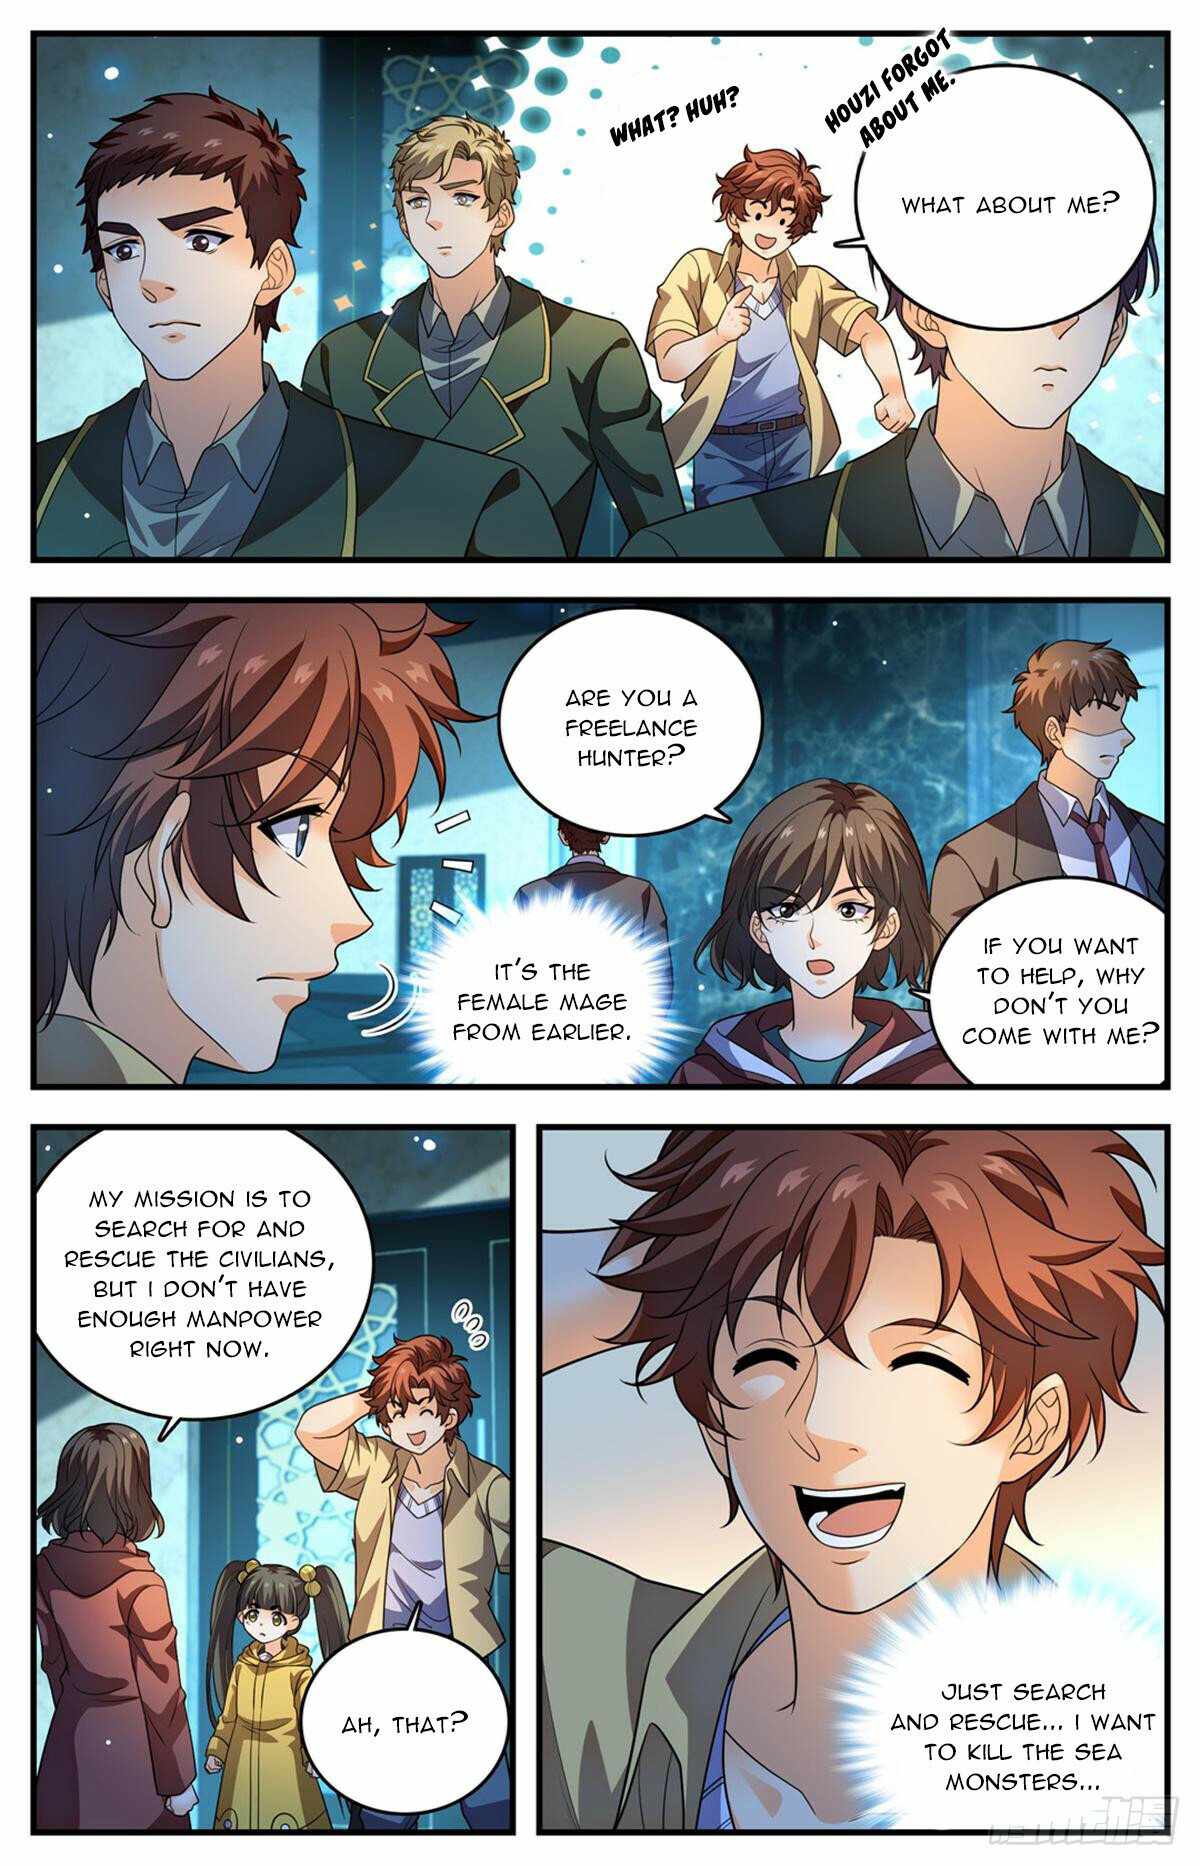 WHAT? HUH?
HOUZI FORGOT
ABOUT ME.
WHAT ABOUT ME?
ARE YOU A
FREELANCE
HUNTER?
IT'S THE
FEMALE MAGE
FROM EARLIER.
IF YOU WANT
TO HELP, WHY
DON'T YOU
COME WITH ME?
MY MISSION IS TO
SEARCH FOR AND
RESCUE THE CIVILIANS,
BUT I DON'T HAVE
ENOUGH MANPOWER
RIGHT NOW.
AH, THAT?
JUST SEARCH
AND RESCUE... I WANT
TO KILL THE SEA
MONSTERS...